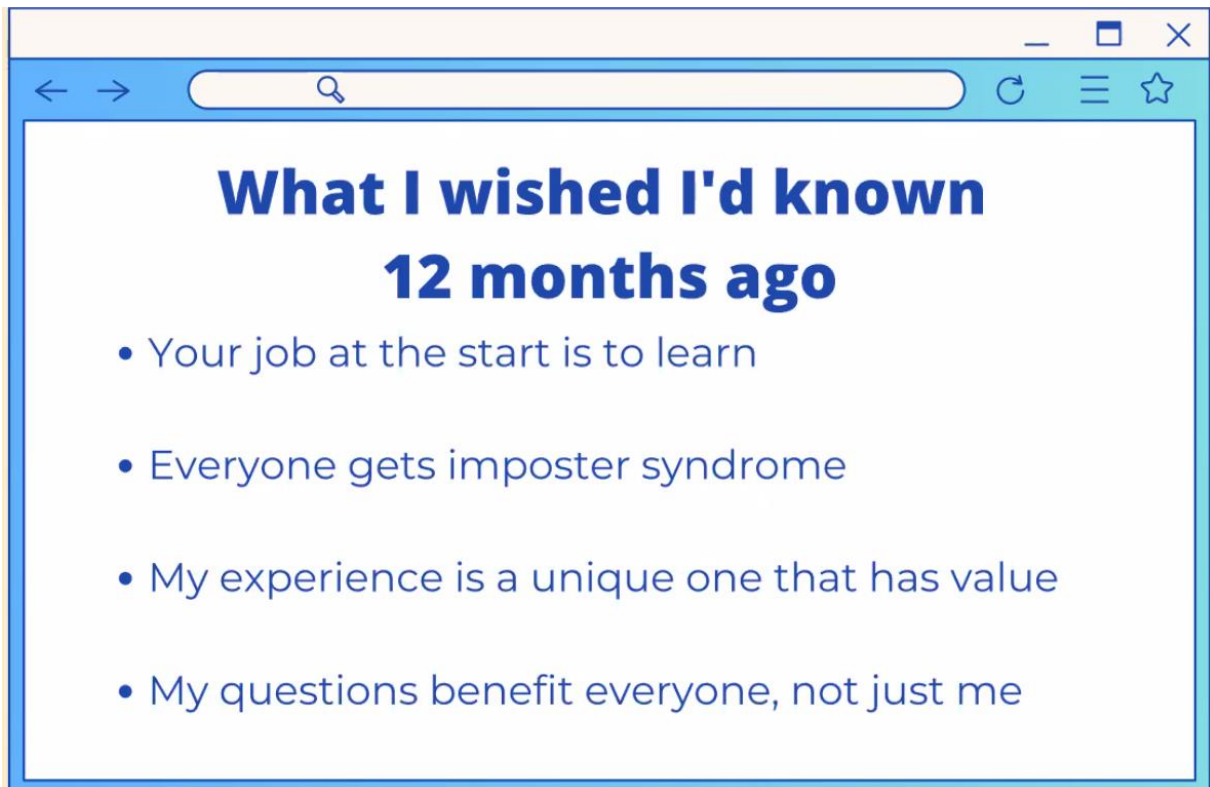 What I wished I'd known
12 months ago
• Your job at the start is to learn
• Everyone gets imposter syndrome
• My experience is a unique one that has value
• My questions benefit everyone, not just me